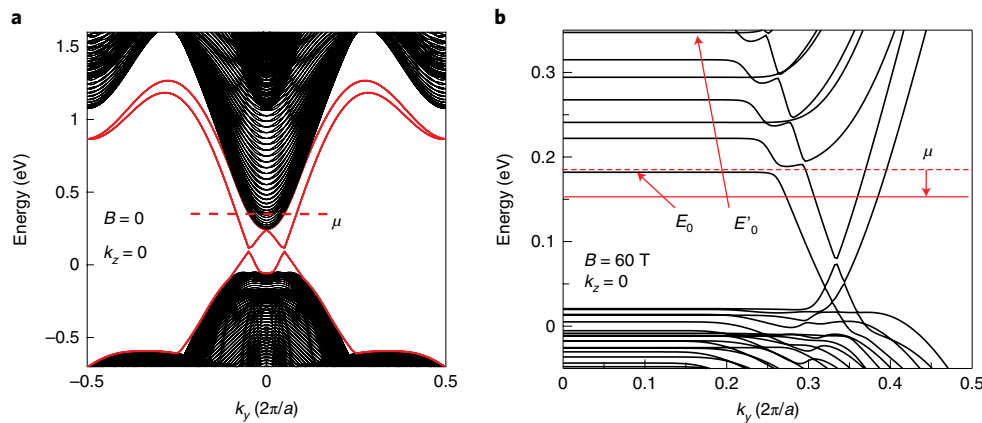 a
1.5
1
0.5
0
−0.5
Energy (eV)
B = 0
k_z = 0
μ
−0.5
0
0.5
k_y (2π/a)
b
0.3
0.2
0.1
0
Energy (eV)
μ
E_0
E'_0
B = 60 T
k_z = 0
0
0.1
0.2
0.3
0.4
0.5
k_y (2π/a)